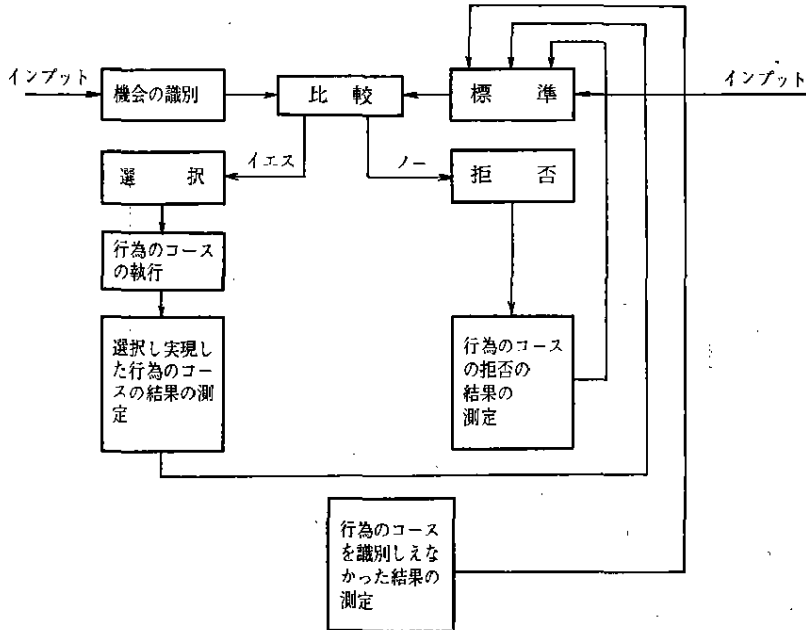 インプット
機会の識別
比較
標準
インプット
イエス
ノー
選択
拒否
行為のコース
の執行
選択し実現し
た行為のコー
スの結果の測
定
行為のコース
の拒否の
結果の
測定
行為のコース
を識別しえな
かった結果の
測定